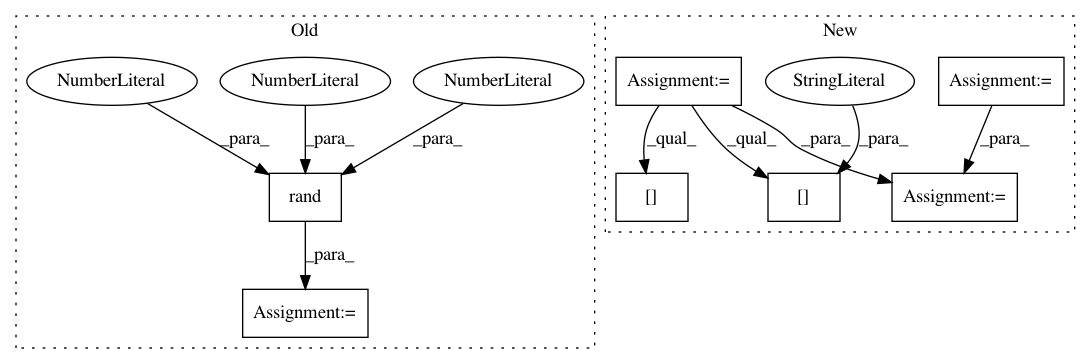 Old
New
NumberLiteral
NumberLiteral
NumberLiteral
Assignment:=
StringLiteral
Assignment:=
_para_
_para_
_para_
_qual_
_qual_
_para_
_para_
_para_
rand
[]
[]
Assignment:=
_para_
Assignment:=